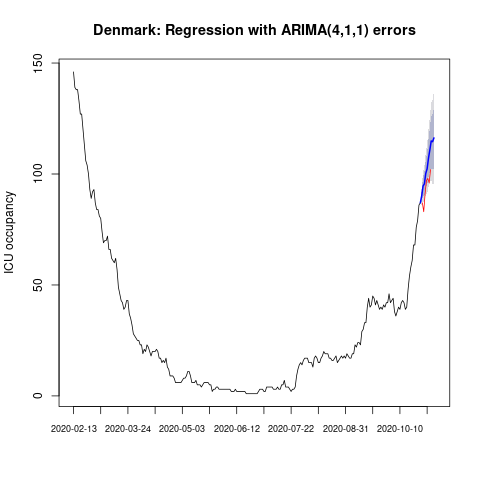 Denmark: Regression with ARIMA(4,1,1) errors
150
100
50
0
ICU occupancy
2020-02-13 2020-03-24 2020-05-03 2020-06-12 2020-07-22 2020-08-31 2020-10-10